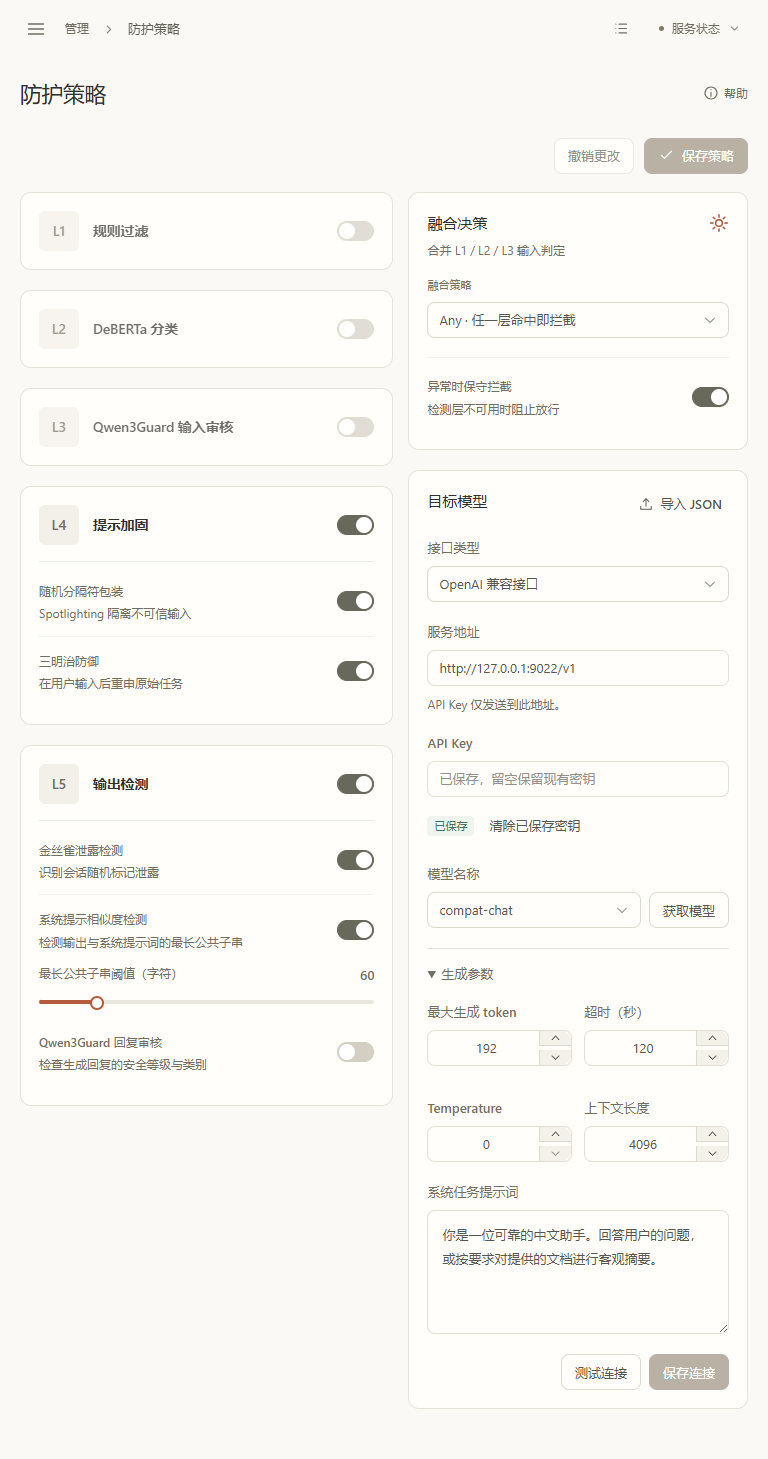 管理
防护策略
服务状态
防护策略
帮助
撤销更改
保存策略
L1
规则过滤
L2
DeBERTa 分类
L3
Qwen3Guard 输入审核
L4
提示加固
随机分隔符包装
Spotlighting 隔离不可信输入
三明治防御
在用户输入后重申原始任务
L5
输出检测
金丝雀泄露检测
识别会话随机标记泄露
系统提示相似度检测
检测输出与系统提示词的最长公共子串
最长公共子串阈值（字符）
60
Qwen3Guard 回复审核
检查生成回复的安全等级与类别
融合决策
合并 L1 / L2 / L3 输入判定
融合策略
Any · 任一层命中即拦截
异常时保守拦截
检测层不可用时阻止放行
目标模型
导入 JSON
接口类型
OpenAI 兼容接口
服务地址
http://127.0.0.1:9022/v1
API Key 仅发送到此地址。
API Key
已保存，留空保留现有密钥
已保存
清除已保存密钥
模型名称
compat-chat
获取模型
生成参数
最大生成 token
超时（秒）
192
120
Temperature
上下文长度
0
4096
系统任务提示词
你是一位可靠的中文助手。回答用户的问题，
或按要求对提供的文档进行客观摘要。
测试连接
保存连接